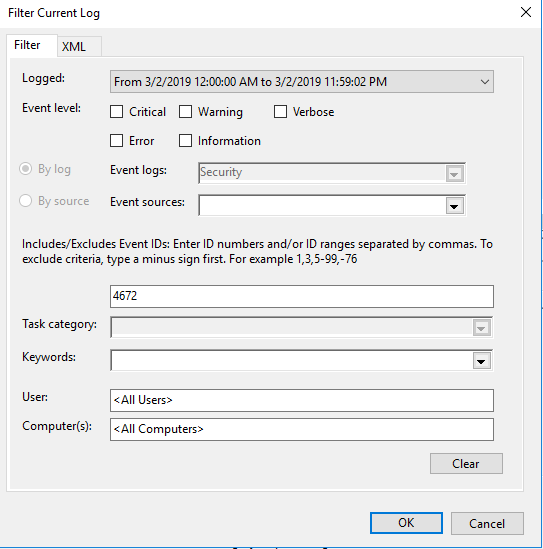 Filter Current Log
Filter XML
Logged: From 3/2/2019 12:00:00 AM to 3/2/2019 11:59:02 PM
Event level: Critical Warning Verbose
Error Information
By log Event logs: Security
By source Event sources:
Includes/Excludes Event IDs: Enter ID numbers and/or ID ranges separated by commas. To
exclude criteria, type a minus sign first. For example 1,3,5-99,-76
4672
Task category:
Keywords:
User: <All Users>
Computer(s): <All Computers>
Clear
OK Cancel